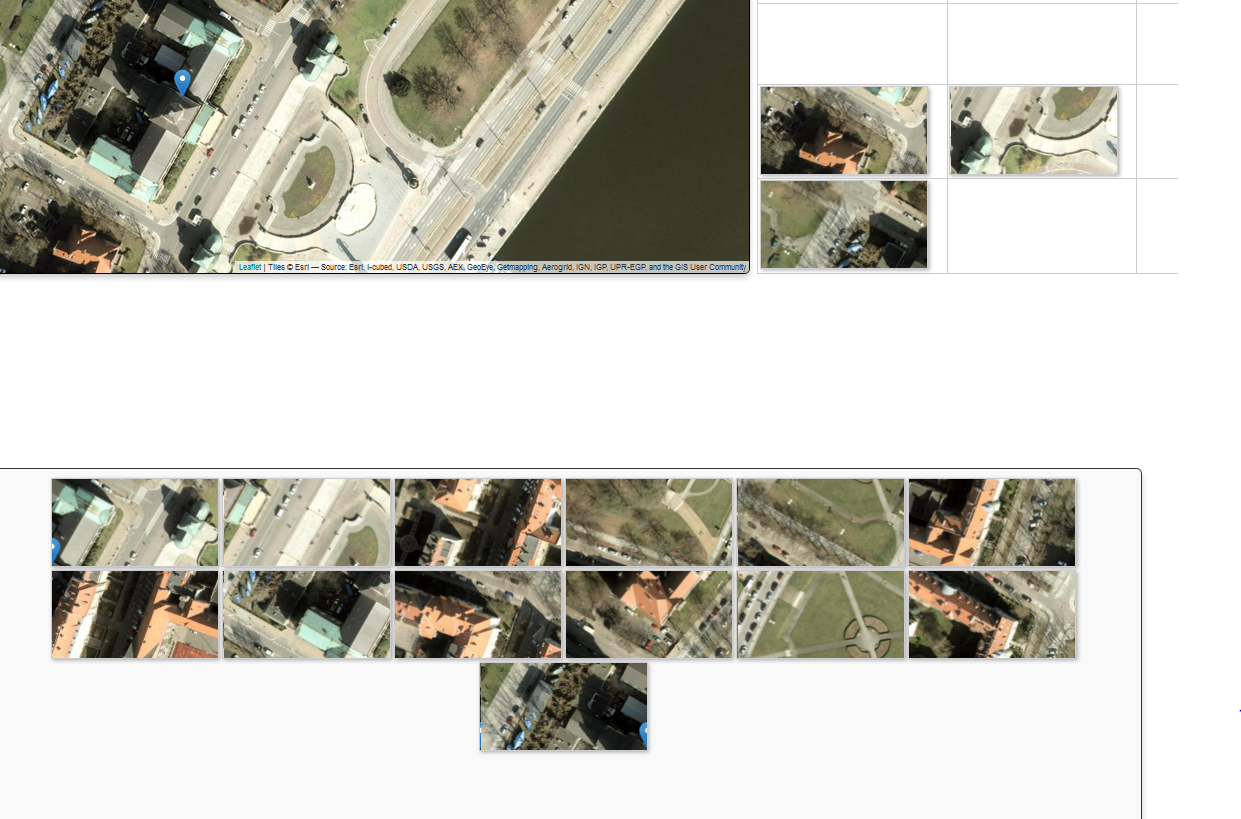 Leaflet | Tiles © Esri — Source: Esri, i-cubed, USDA, USGS, AEX, GeoEye, Getmapping, Aerogrid, IGN, IGP, UPR-EGP, and the GIS User Community